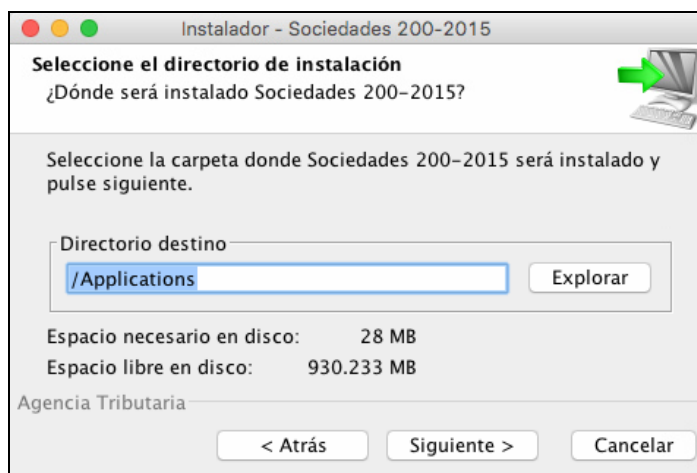 Instalador - Sociedades 200-2015
Seleccione el directorio de instalación
¿Dónde será instalado Sociedades 200-2015?
Seleccione la carpeta donde Sociedades 200-2015 será instalado y
pulse siguiente.
Directorio destino
/Applications
Explorar
Espacio necesario en disco: 28 MB
Espacio libre en disco: 930.233 MB
Agencia Tributaria
< Atrás
Siguiente >
Cancelar